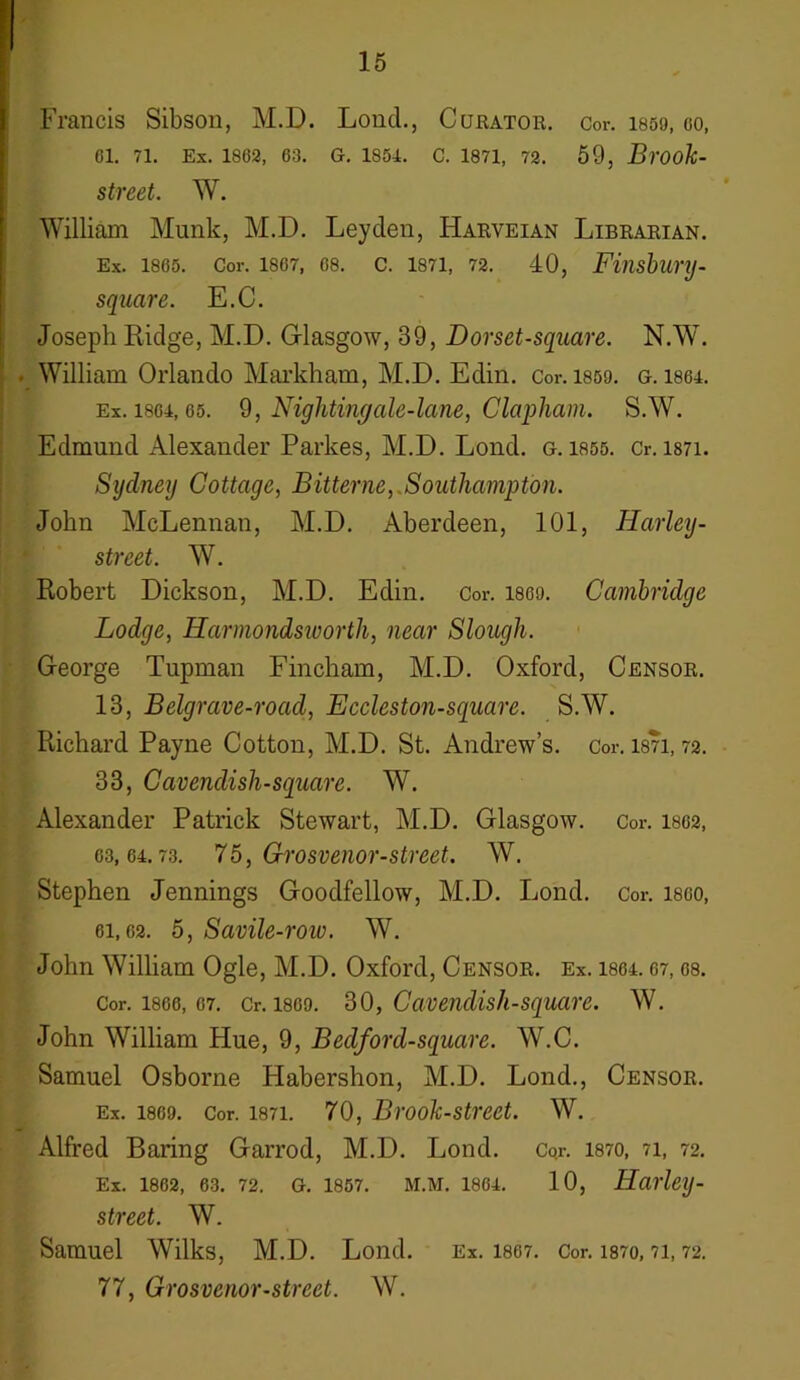 15
Francis Sibson, M.D. Lond., CURATOR. Cor. 1859, 60,
61. 71. Ex. 1862, 63. G. 1854. C. 1871, 72. 59, Brook-
street. W.
William Munk, M.D. Leyden, HARVEIAN LIBRARIAN.
Ex. 1865. Cor. 1867, 68. C. 1871, 72. 40, Finsbury-
square. E.C.
Joseph Ridge, M.D. Glasgow, 39, Dorset-square. N.W.
William Orlando Markham, M.D. Edin. Cor. 1859. G. 1864.
Ex. 1864, 65. 9, Nightingale-lane, Clapham. S.W.
Edmund Alexander Parkes, M.D. Lond. G. 1855. Cr. 1871.
Sydney Cottage, Bitterne, Southampton.
John McLennan, M.D. Aberdeen, 101, Harley-
street. W.
Robert Dickson, M.D. Edin. Cor. 1869. Cambridge
Lodge, Harmondsworth, near Slough.
George Tupman Fincham, M.D. Oxford, CENSOR.
13, Belgrave-road, Eccleston-square. S.W.
Richard Payne Cotton, M.D. St. Andrew's. Cor. 1871, 72.
33, Cavendish-square. W.
Alexander Patrick Stewart, M.D. Glasgow. Cor. 1862,
63, 64. 73. 75, Grosvenor-street. W.
Stephen Jennings Goodfellow, M.D. Lond. Cor. 1860,
61, 62. 5, Savile-row. W.
John William Ogle, M.D. Oxford, CENSOR. Ex. 1864. 67, 68.
Cor. 1866, 67. Cr. 1869. 30, Cavendish-square. W.
John William Hue, 9, Bedford-square. W.C.
Samuel Osborne Habershon, M.D. Lond., CENSOR.
Ex. 1869. Cor. 1871. 70, Brook-street. W.
Alfred Baring Garrod, M.D. Lond. Cor. 1870, 71, 72.
Ex. 1862, 63. 72. G. 1857. M.M. 1864. 10, Harley-
street. W.
Samuel Wilks, M.D. Lond. Ex. 1867. Cor. 1870, 71, 72.
77, Grosvenor-street. W.